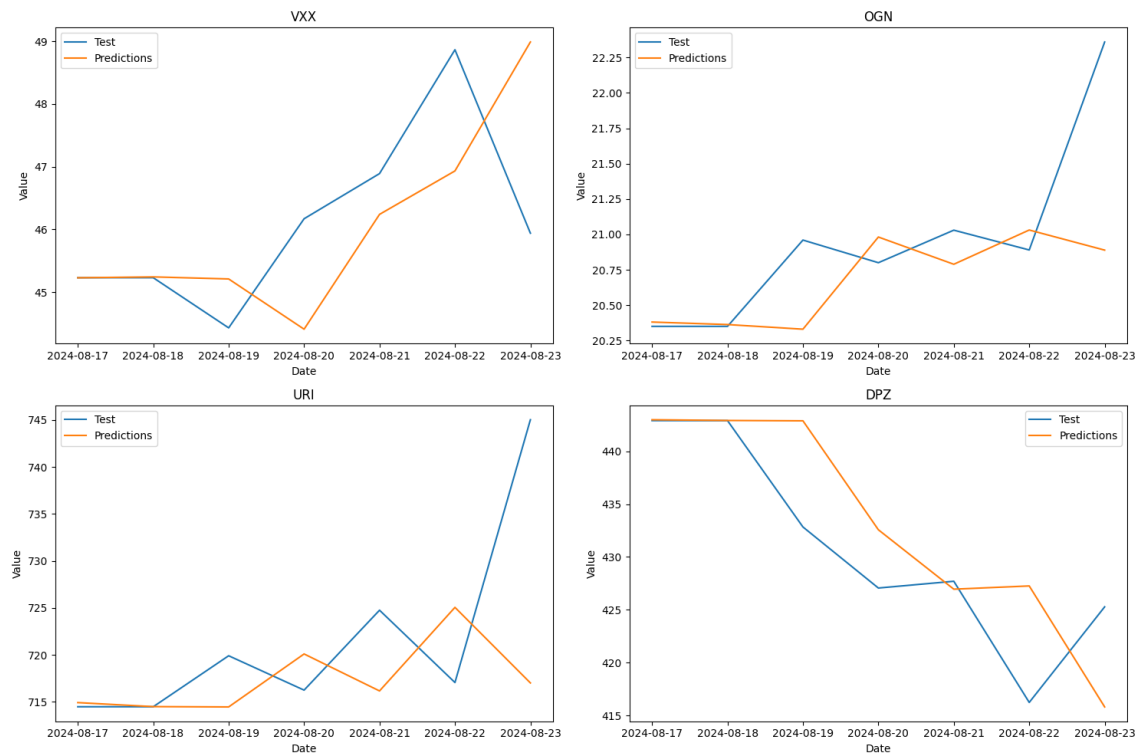 VXX
Test
Predictions
49
48
47
46
45
Value
2024-08-17 2024-08-18 2024-08-19 2024-08-20 2024-08-21 2024-08-22 2024-08-23
Date
OGN
Test
Predictions
22.25
22.00
21.75
21.50
21.25
21.00
20.75
20.50
20.25
Value
2024-08-17 2024-08-18 2024-08-19 2024-08-20 2024-08-21 2024-08-22 2024-08-23
Date
URI
Test
Predictions
745
740
735
730
725
720
715
Value
2024-08-17 2024-08-18 2024-08-19 2024-08-20 2024-08-21 2024-08-22 2024-08-23
Date
DPZ
Test
Predictions
440
435
430
425
420
415
Value
2024-08-17 2024-08-18 2024-08-19 2024-08-20 2024-08-21 2024-08-22 2024-08-23
Date